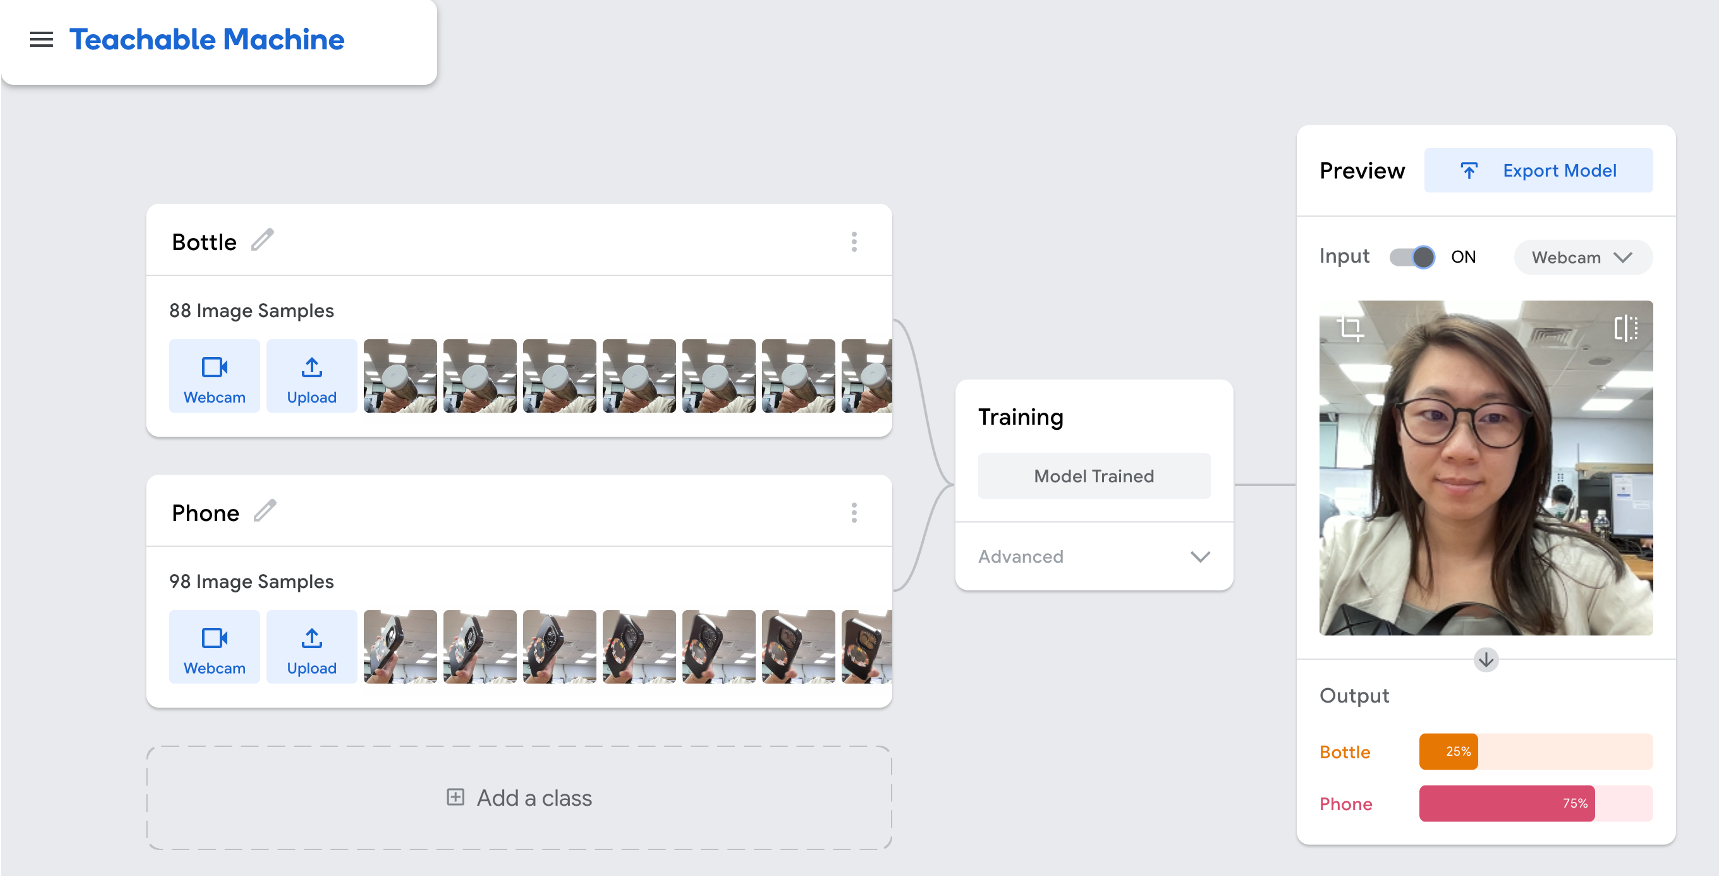 Teachable Machine
Bottle
88 Image Samples
Webcam
Upload
Phone
98 Image Samples
Webcam
Upload
Add a class
Training
Model Trained
Advanced
Preview
Export Model
Input
ON
Webcam
Output
Bottle
25%
Phone
75%